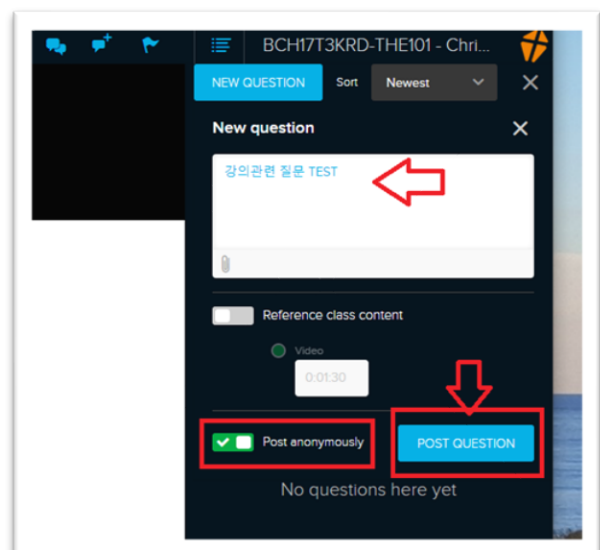 BCH17T3KRD-THE101 - Chri...
NEW QUESTION Sort Newest
New question
강의관련 질문 TEST
Reference class content
Video
0:01:30
Post anonymously POST QUESTION
No questions here yet